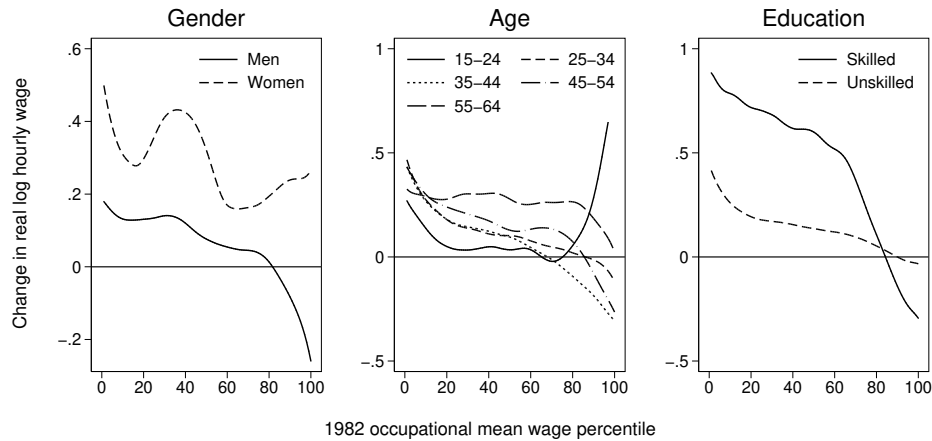 Gender
Change in real log hourly wage
.6
.4
.2
0
−.2
Men
Women
0 20 40 60 80 100
Age
1
.5
0
−.5
15−24 25−34
35−44 45−54
55−64
0 20 40 60 80 100
Education
1
.5
0
−.5
Skilled
Unskilled
0 20 40 60 80 100
1982 occupational mean wage percentile